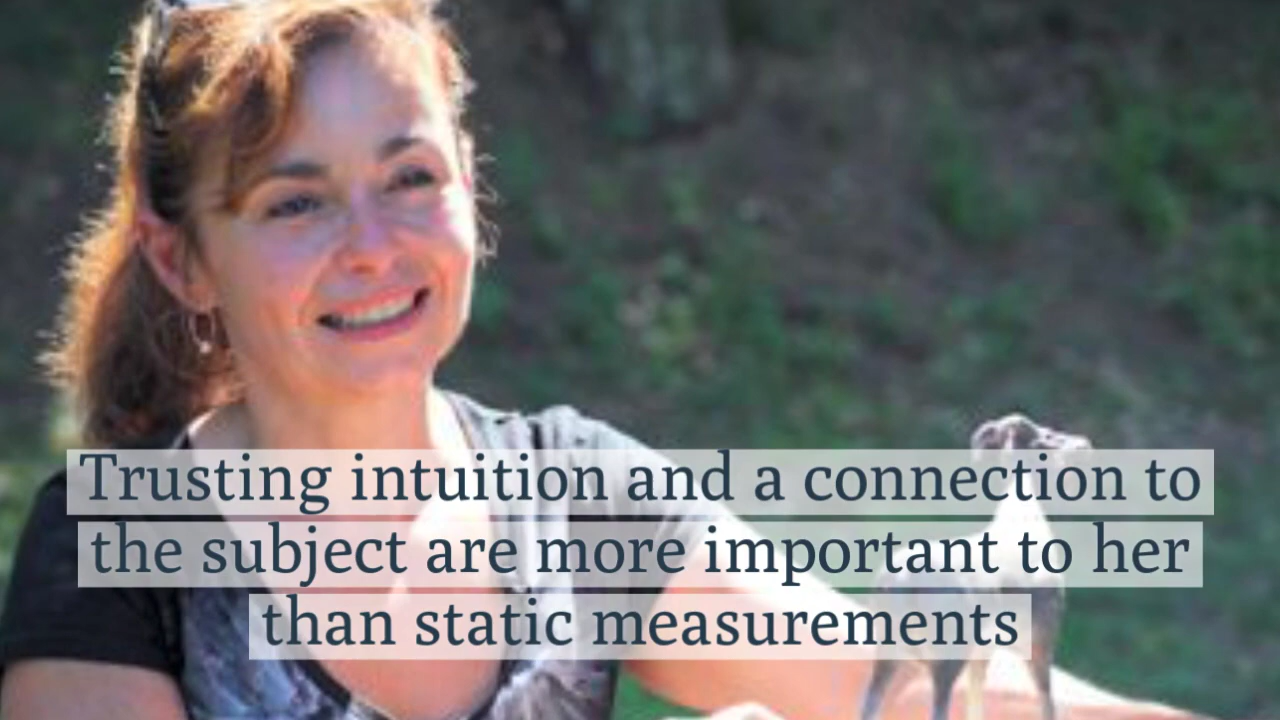 Trusting intuition and a connection to
the subject are more important to her
than static measurements